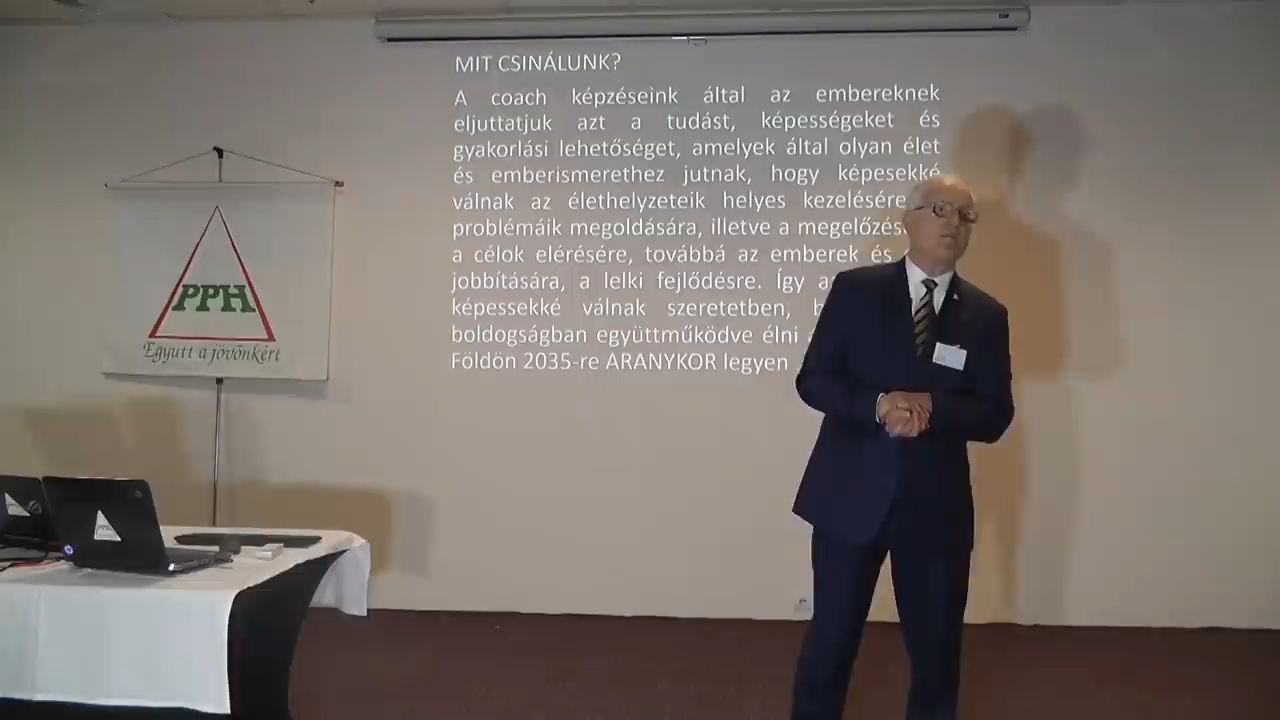 MIT CSINÁLUNK?
A coach képzéseink által az embereknek
eljuttatjuk azt a tudást, képességeket és
gyakorlási lehetőséget, amelyek által olyan élet
és emberismerethez jutnak, hogy képesekké
válnak az élethelyzeteik helyes kezelésére
problémáik megoldására, illetve a
a célok elérésére, továbbá az emberek és
jobbítására, a lelki fejlődésre. Így
képessekké válnak szeretetben,
boldogságban együttműködve élni
Földön 2035-re ARANYKOR legyen
PPH
Együtt a jövőnkért